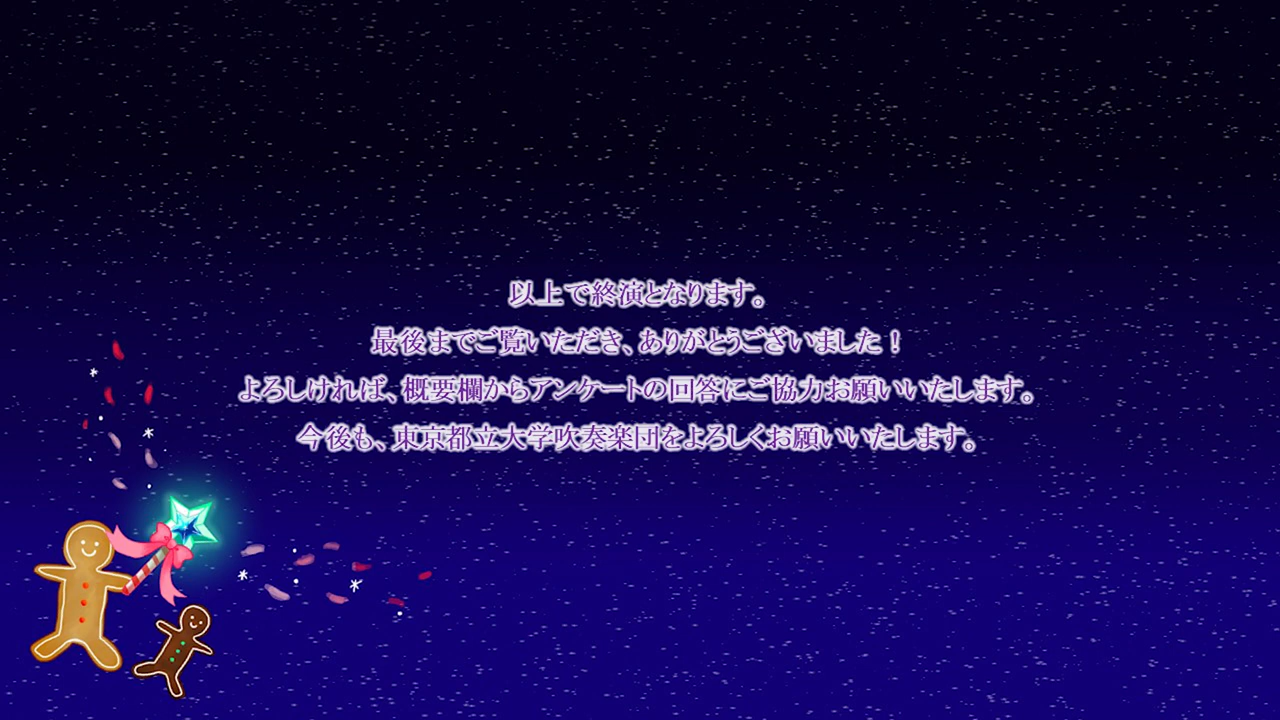 以上で終演となります。
最後までご覧いただき、ありがとうございました！
よろしければ、概要欄からアンケートの回答にご協力お願いいたします。
今後も、東京都立大学吹奏楽団をよろしくお願いいたします。